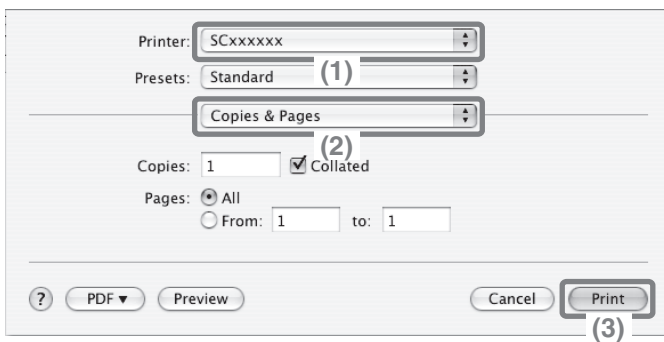 Printer: SCxxxxxx
(1)
Presets: Standard
Copies & Pages
(2)
Copies: 1 Collated
Pages: All
From: 1 to: 1
? PDF▼ Preview Cancel Print
(3)